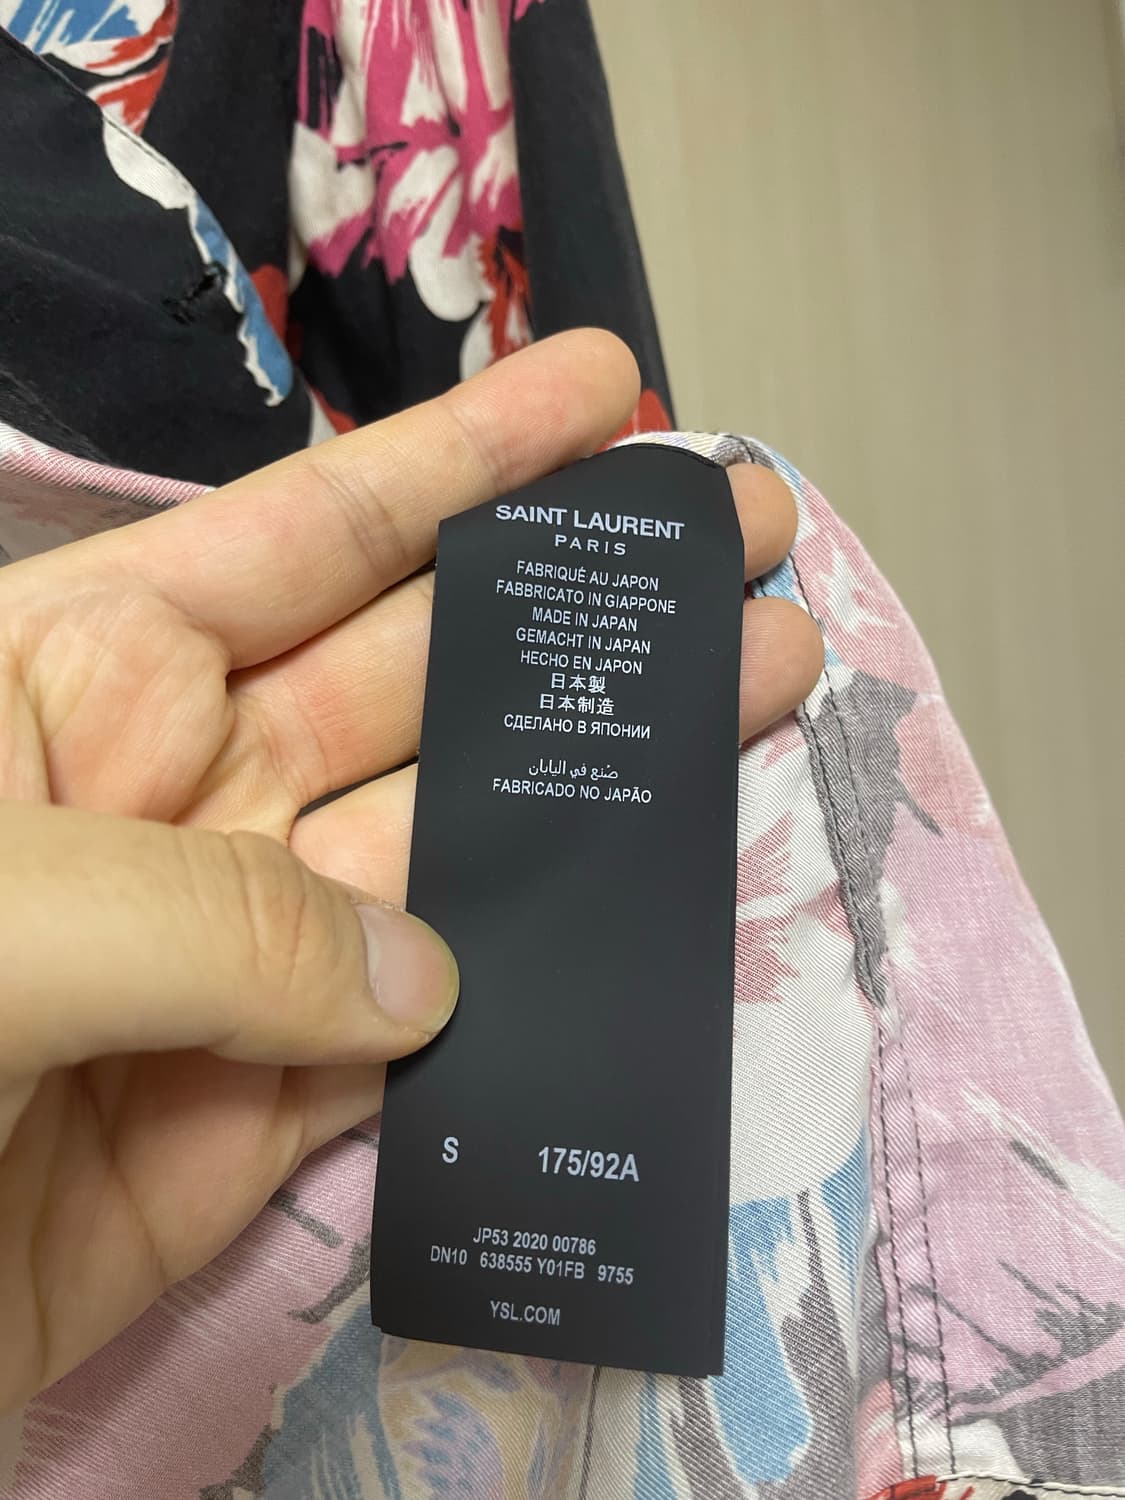 SAINT LAURENT
PARIS
FABRIQUÉ AU JAPON
FABBRICATO IN GIAPPONE
MADE IN JAPAN
GEMACHT IN JAPAN
HECHO EN JAPON
日本製
日本制造
СДЕЛАНО В ЯПОНИИ
صُنع في اليابان
FABRICADO NO JAPÃO
S 175/92A
JP53 2020 00786
DN10 638555 Y01FB 9755
YSL.COM